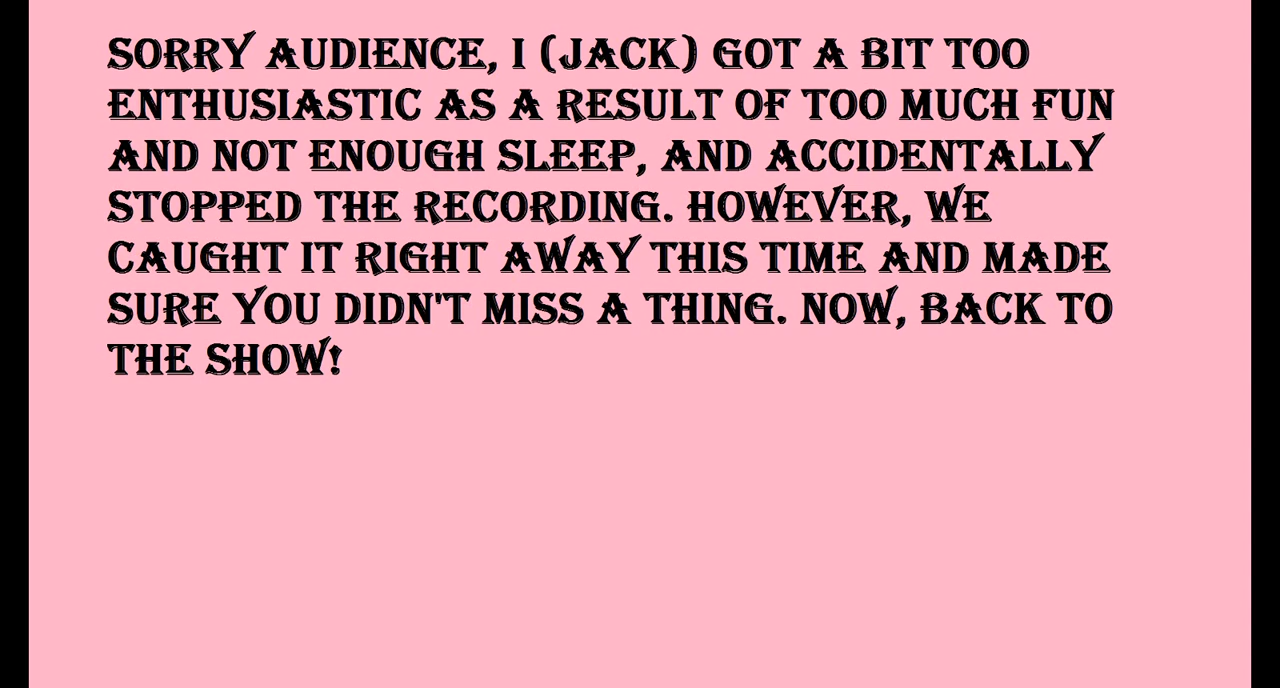 SORRY AUDIENCE, I (JACK) GOT A BIT TOO
ENTHUSIASTIC AS A RESULT OF TOO MUCH FUN
AND NOT ENOUGH SLEEP, AND ACCIDENTALLY
STOPPED THE RECORDING. HOWEVER, WE
CAUGHT IT RIGHT AWAY THIS TIME AND MADE
SURE YOU DIDN'T MISS A THING. NOW, BACK TO
THE SHOW!